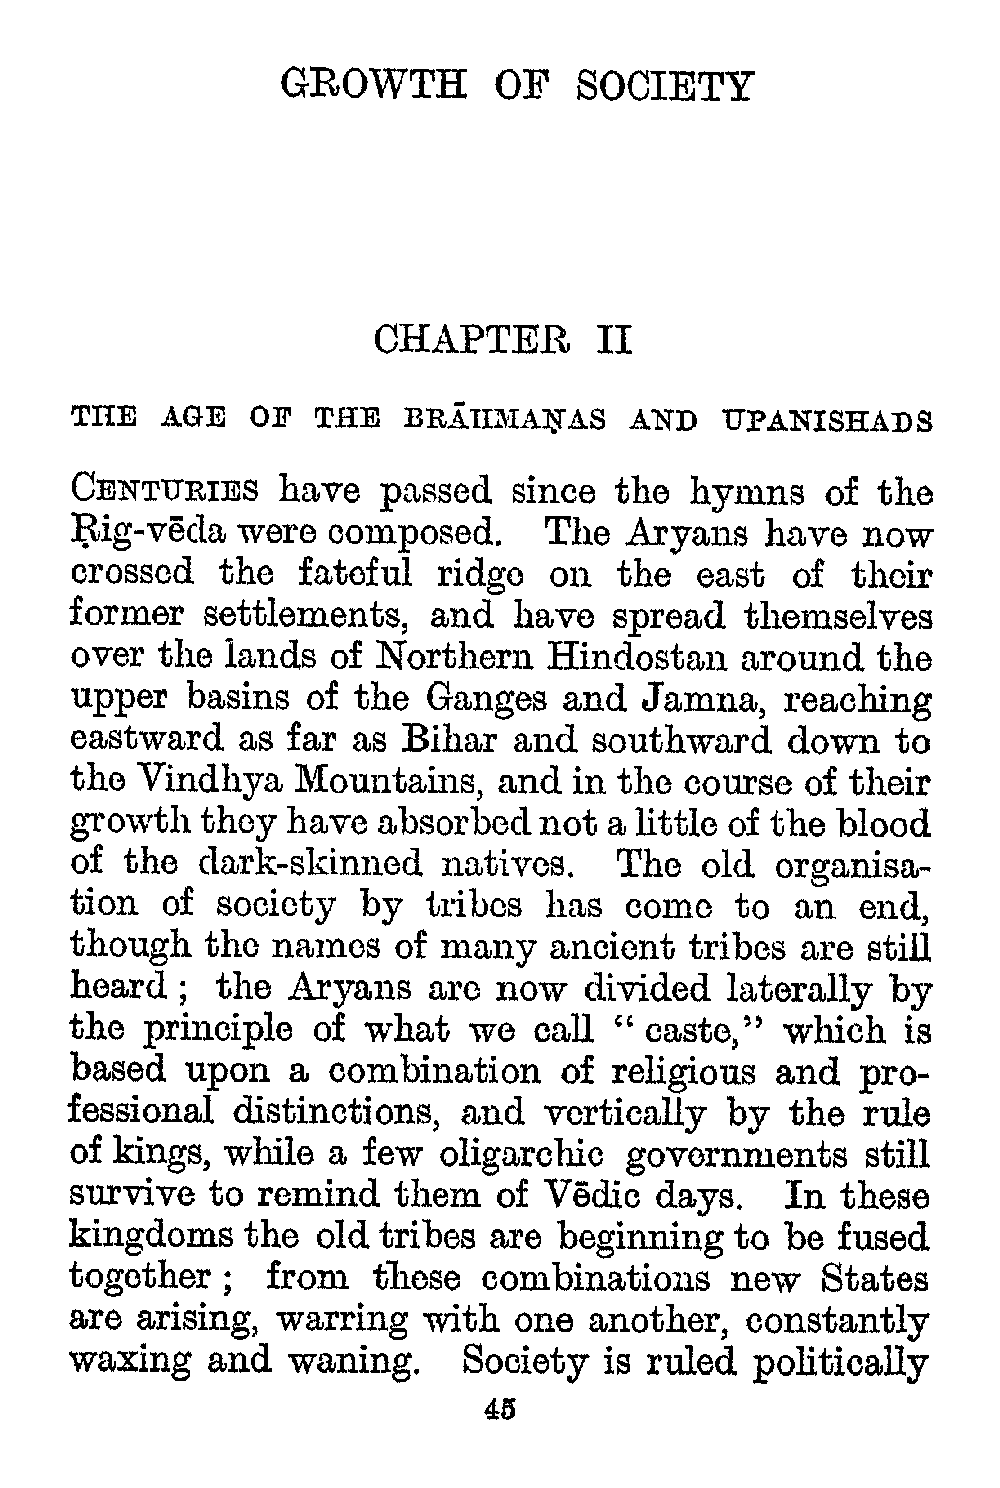 GROWTH OF SOCIETY
CHAPTER II
THE AGE OF THE BRĀHMAṆAS AND UPANISHADS
CENTURIES have passed since the hymns of the
Ṛig-vēda were composed. The Aryans have now
crossed the fateful ridge on the east of their
former settlements, and have spread themselves
over the lands of Northern Hindostan around the
upper basins of the Ganges and Jamna, reaching
eastward as far as Bihar and southward down to
the Vindhya Mountains, and in the course of their
growth they have absorbed not a little of the blood
of the dark-skinned natives. The old organisa-
tion of society by tribes has come to an end,
though the names of many ancient tribes are still
heard ; the Aryans are now divided laterally by
the principle of what we call “ caste,” which is
based upon a combination of religious and pro-
fessional distinctions, and vertically by the rule
of kings, while a few oligarchic governments still
survive to remind them of Vēdic days. In these
kingdoms the old tribes are beginning to be fused
together ; from these combinations new States
are arising, warring with one another, constantly
waxing and waning. Society is ruled politically
45